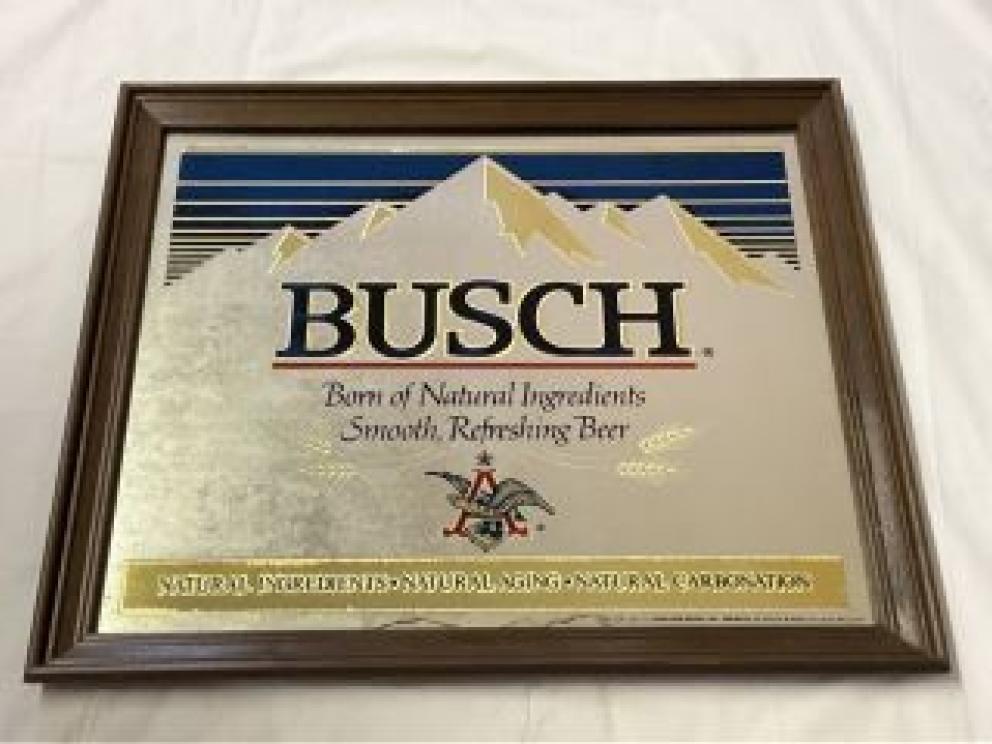 BUSCH®
Born of Natural Ingredients
Smooth, Refreshing Beer
A
NATURAL INGREDIENTS • NATURAL AGING • NATURAL CARBONATION